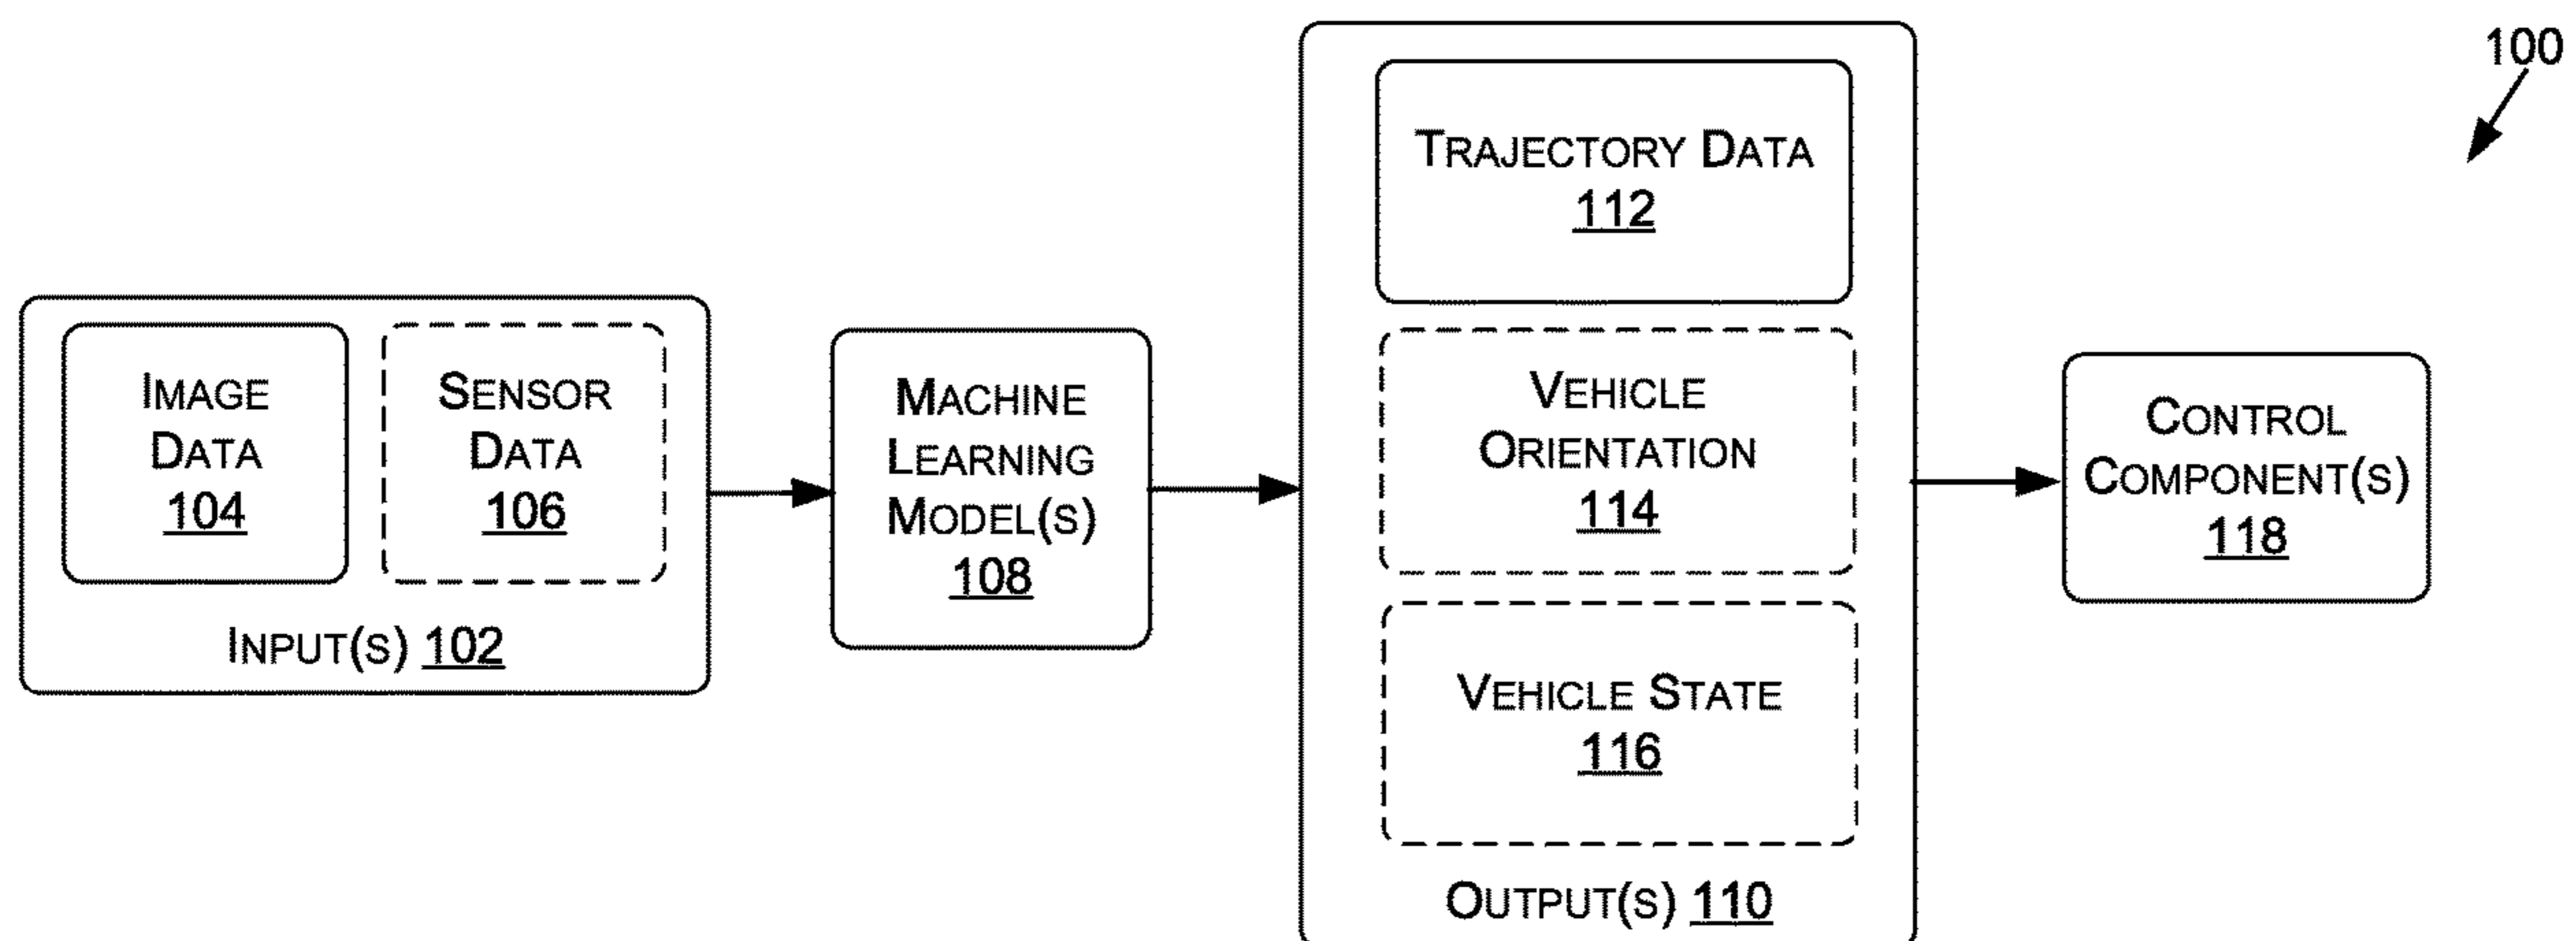 100
IMAGE
DATA
104
SENSOR
DATA
106
INPUT(S) 102
MACHINE
LEARNING
MODEL(S)
108
TRAJECTORY DATA
112
VEHICLE
ORIENTATION
114
VEHICLE STATE
116
OUTPUT(S) 110
CONTROL
COMPONENT(S)
118